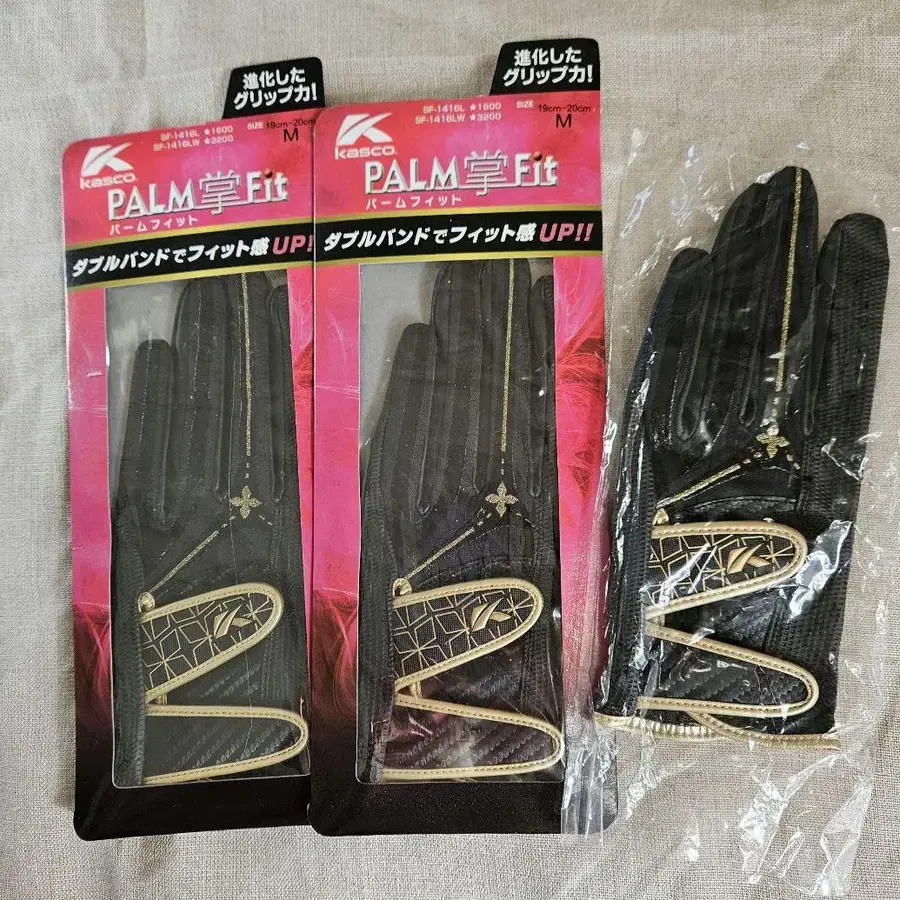 進化した
グリップ力!
SF-1416L ★1600
SF-1416LW ★3200
SIZE 19cm-20cm
M
Kasco
PALM掌Fit
パームフィット
ダブルバンドでフィット感UP!
進化した
グリップ力!
SF-1416L ★1600
SF-1416LW ★3200
SIZE 19cm-20cm
M
Kasco
PALM掌Fit
パームフィット
ダブルバンドでフィット感UP!!